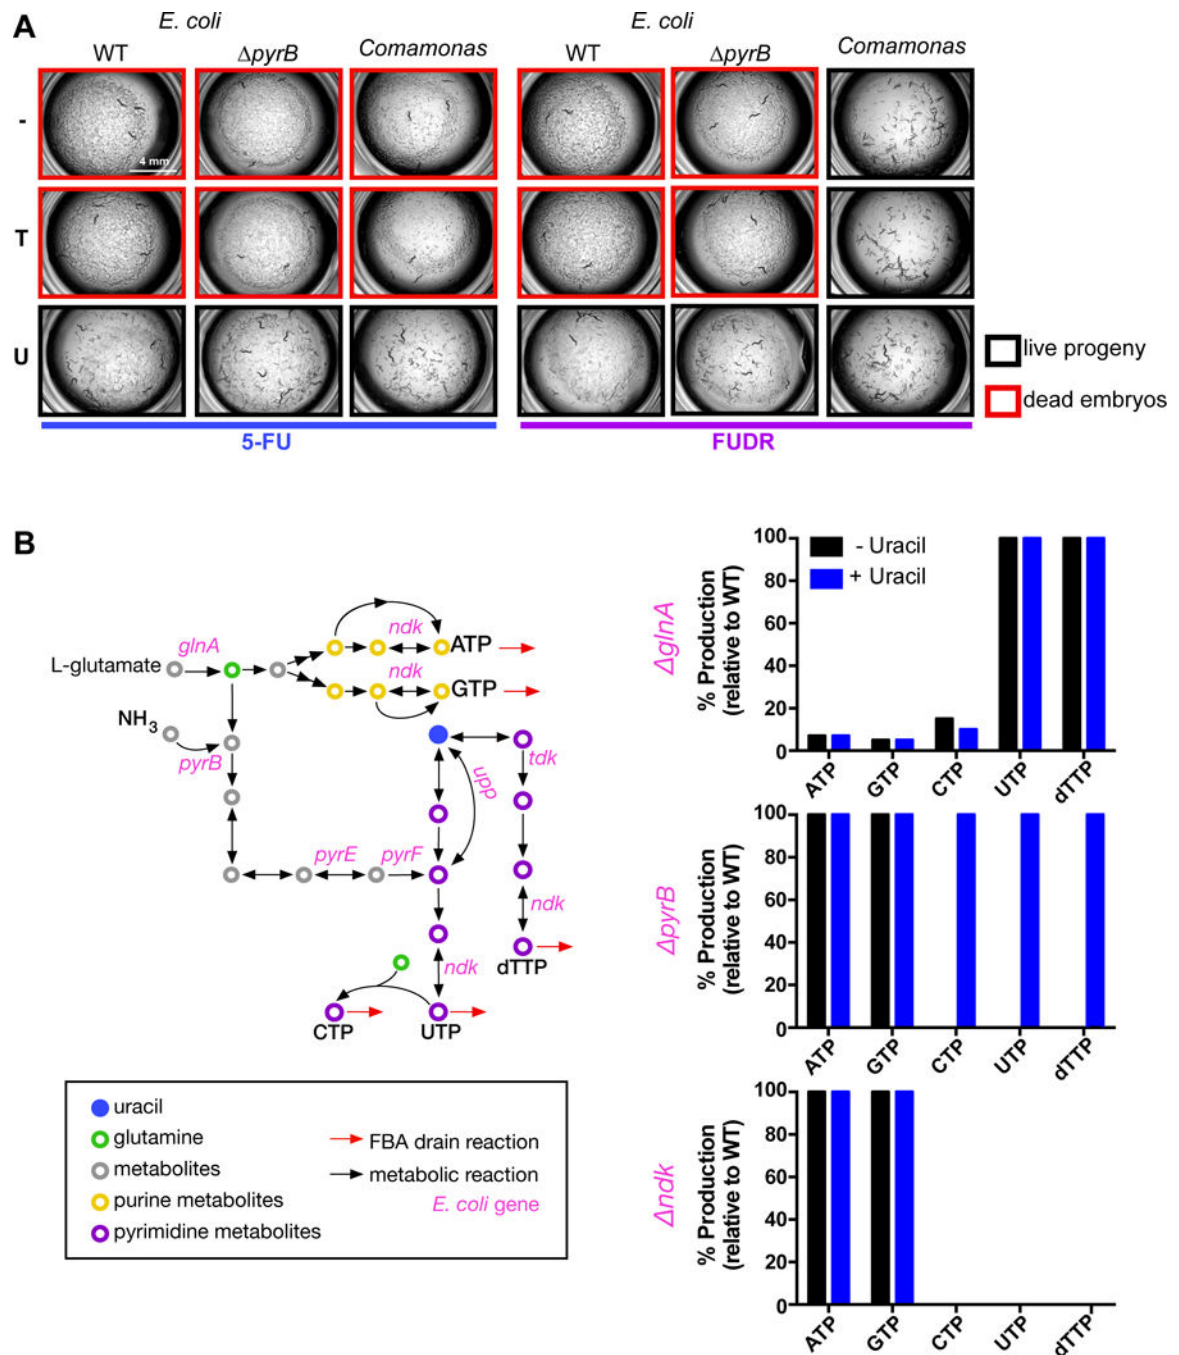 A
E. coli
E. coli
WT
ΔpyrB
Comamonas
WT
ΔpyrB
Comamonas
-
4 mm
T
U
live progeny
dead embryos
5-FU
FUDR
B
L-glutamate
glnA
ndk
ATP
ndk
GTP
NH3
pyrB
upp
tdk
pyrE
pyrF
ndk
ndk
dTTP
CTP
UTP
uracil
glutamine
metabolites
purine metabolites
pyrimidine metabolites
FBA drain reaction
metabolic reaction
E. coli gene
ΔglnA
% Production
(relative to WT)
100
80
60
40
20
0
- Uracil
+ Uracil
ATP
GTP
CTP
UTP
dTTP
ΔpyrB
% Production
(relative to WT)
100
80
60
40
20
0
ATP
GTP
CTP
UTP
dTTP
Δndk
% Production
(relative to WT)
100
80
60
40
20
0
ATP
GTP
CTP
UTP
dTTP